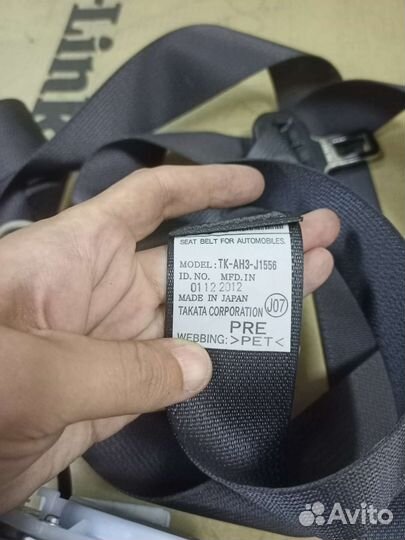 -Link
SEAT BELT FOR AUTOMOBILES.
MODEL:TK-AH3-J1556
ID.NO. MFD.IN
01 12 2012
MADE IN JAPAN
TAKATA CORPORATION J07
PRE
WEBBING: >PET<
Avito